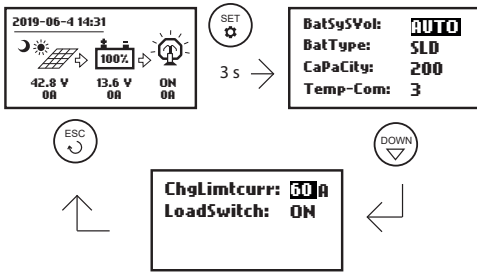 2019-06-4 14:31
100%
42.8 V 13.6 V ON
0A 0A 0A
SET
3 s
BatSysVol: AUTO
BatType: SLD
CaPaCity: 200
Temp-Com: 3
ESC
DOWN
ChgLimtcurr: 60 A
LoadSwitch: ON